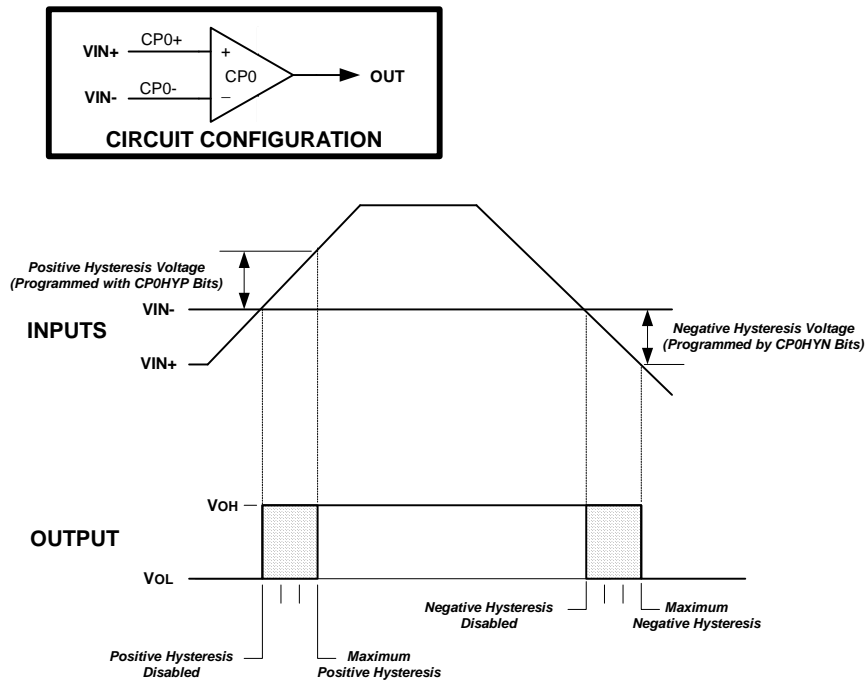 VIN+
CP0+
+
CP0
OUT
VIN-
CP0-
−
CIRCUIT CONFIGURATION
Positive Hysteresis Voltage
(Programmed with CP0HYP Bits)
VIN-
INPUTS
Negative Hysteresis Voltage
(Programmed by CP0HYN Bits)
VIN+
VOH
OUTPUT
VOL
Negative Hysteresis
Disabled
Maximum
Negative Hysteresis
Positive Hysteresis
Disabled
Maximum
Positive Hysteresis